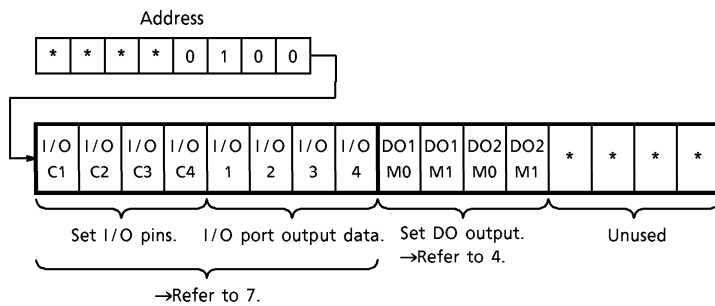 Address
* * * * 0 1 0 0
I/O C1 I/O C2 I/O C3 I/O C4 I/O 1 I/O 2 I/O 3 I/O 4 DO1 M0 DO1 M1 DO2 M0 DO2 M1 * * * *
Set I/O pins. I/O port output data. Set DO output. Unused
→Refer to 4.
→Refer to 7.